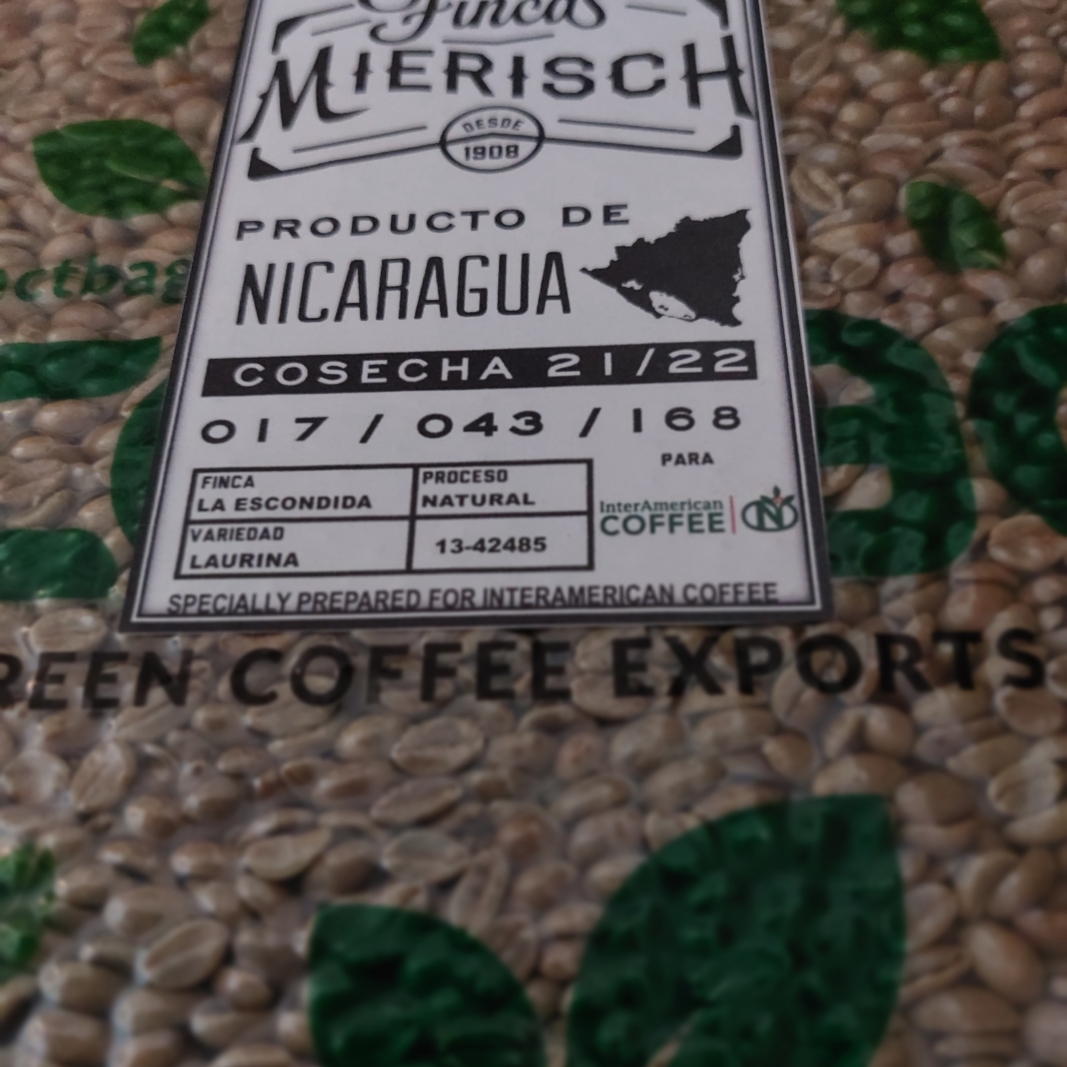 Fincas
MIERISCH
DESDE
1908
PRODUCTO DE
NICARAGUA
COSECHA 21/22
017 / 043 / 168
PARA
FINCA
LA ESCONDIDA
PROCESO
NATURAL
InterAmerican
COFFEE
N
VARIEDAD
LAURINA
13-42485
SPECIALLY PREPARED FOR INTERAMERICAN COFFEE
REEN COFFEE EXPORTS